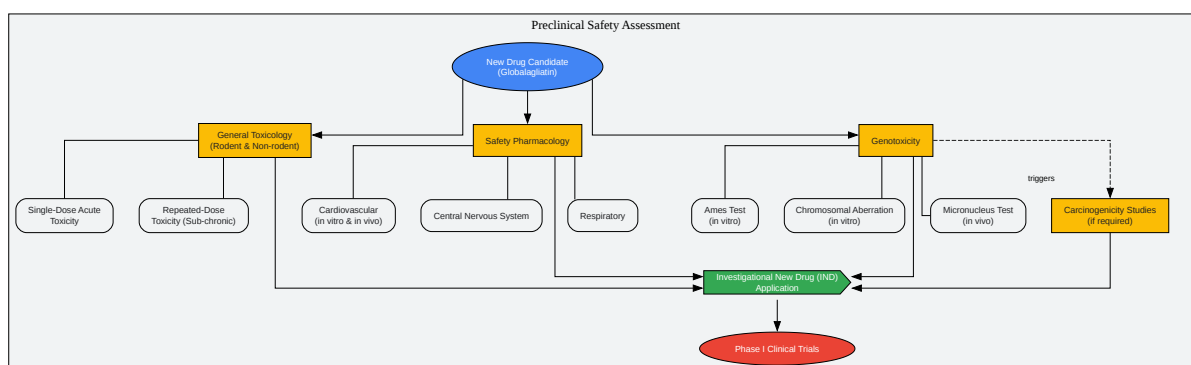 Preclinical Safety Assessment
New Drug Candidate
(Globalagliatin)
General Toxicology
(Rodent & Non-rodent)
Safety Pharmacology
Genotoxicity
triggers
Single-Dose Acute
Toxicity
Repeated-Dose
Toxicity (Sub-chronic)
Cardiovascular
(in vitro & in vivo)
Central Nervous System
Respiratory
Ames Test
(in vitro)
Chromosomal Aberration
(in vitro)
Micronucleus Test
(in vivo)
Carcinogenicity Studies
(if required)
Investigational New Drug (IND)
Application
Phase I Clinical Trials